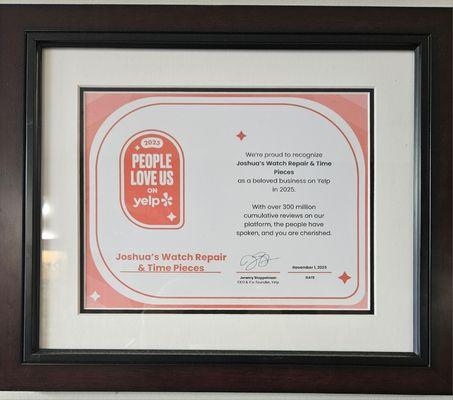 2025
PEOPLE
LOVE US
ON
yelp
Joshua's Watch Repair
& Time Pieces
We're proud to recognize
Joshua's Watch Repair & Time
Pieces
as a beloved business on Yelp
in 2025.
With over 300 million
cumulative reviews on our
platform, the people have
spoken, and you are cherished.
Jeremy Stoppelman
CEO & Co-founder, Yelp
November 1, 2025
DATE